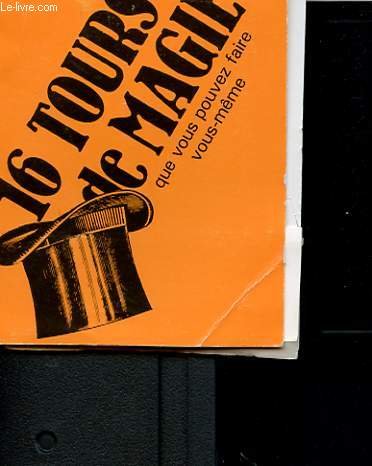 Le-livre.com
16 TOURS
de MAGIE
que vous pouvez faire
vous-même